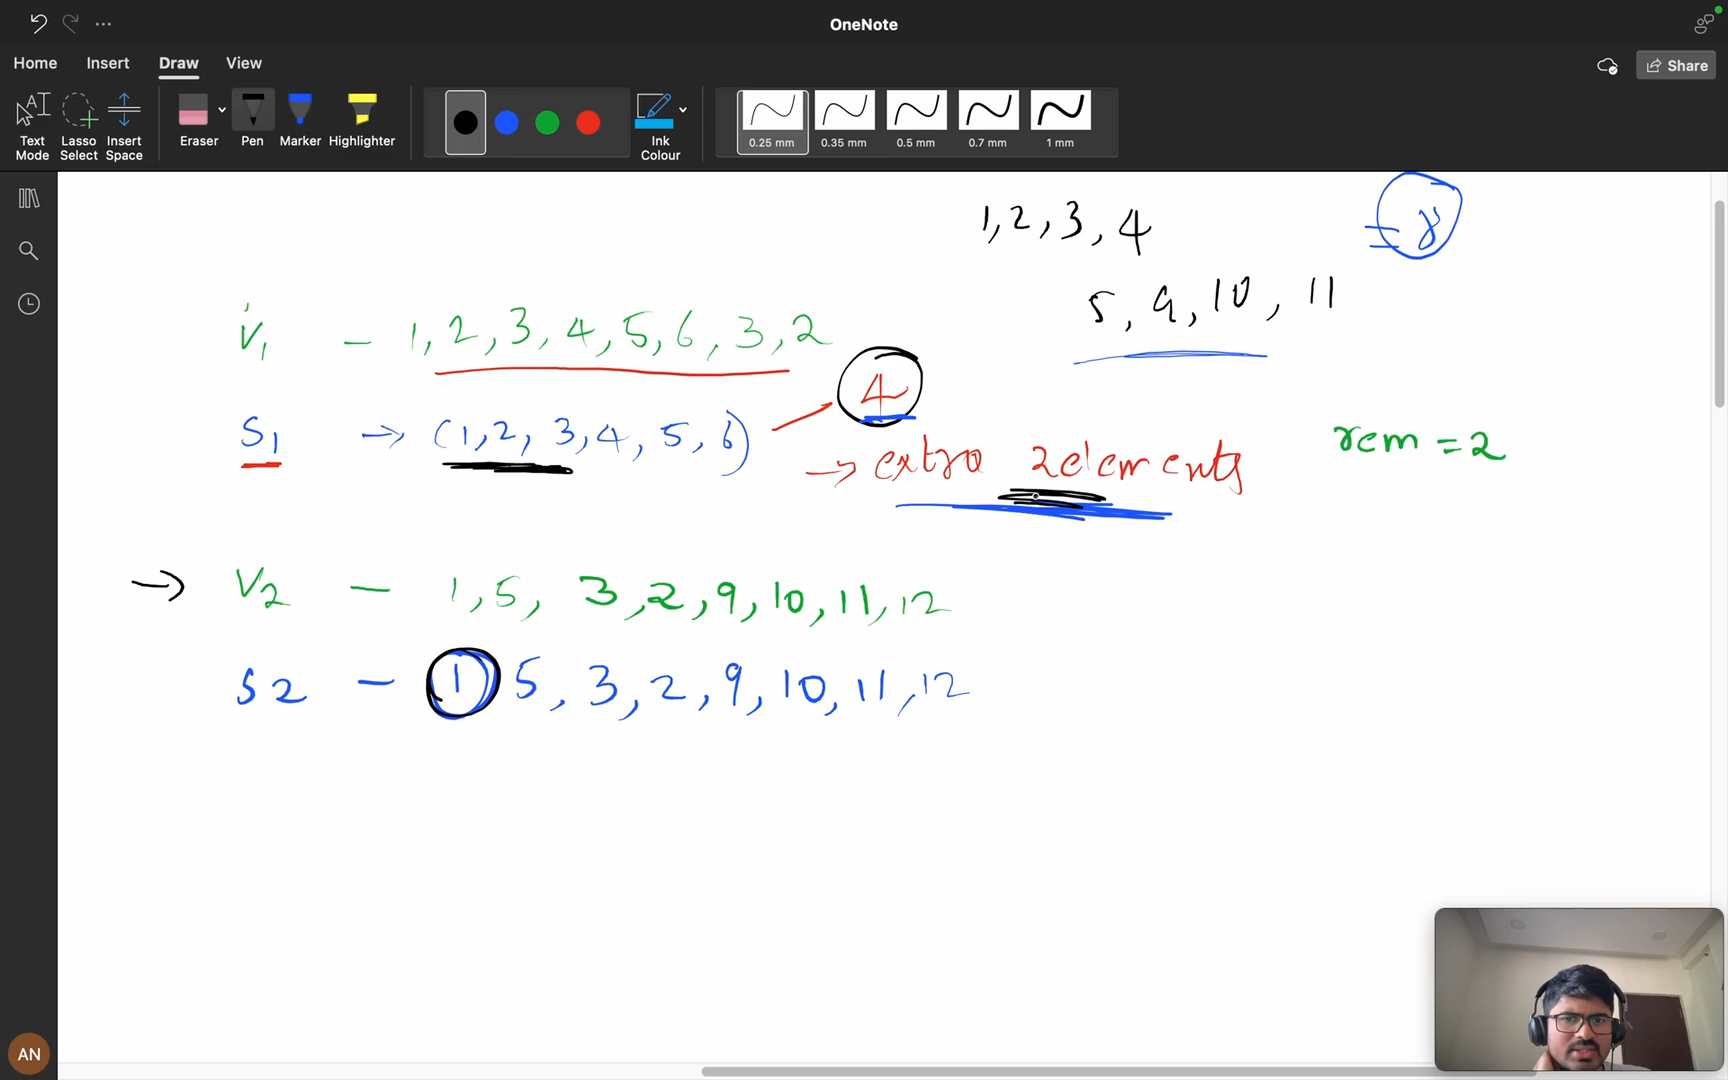 OneNote
Home Insert Draw View
Share
Text Mode
Lasso Select
Insert Space
Eraser
Pen
Marker
Highlighter
Ink Colour
0.25 mm
0.35 mm
0.5 mm
0.7 mm
1 mm
1,2,3,4
= 8
5, 9, 10, 11
V1 - 1,2,3,4,5,6,3,2
4
S1 → (1,2,3,4,5,6)
→ extra 2elements
rem = 2
→ V2 - 1,5, 3,2,9,10,11,12
S2 - 1 5, 3,2,9,10,11,12
AN